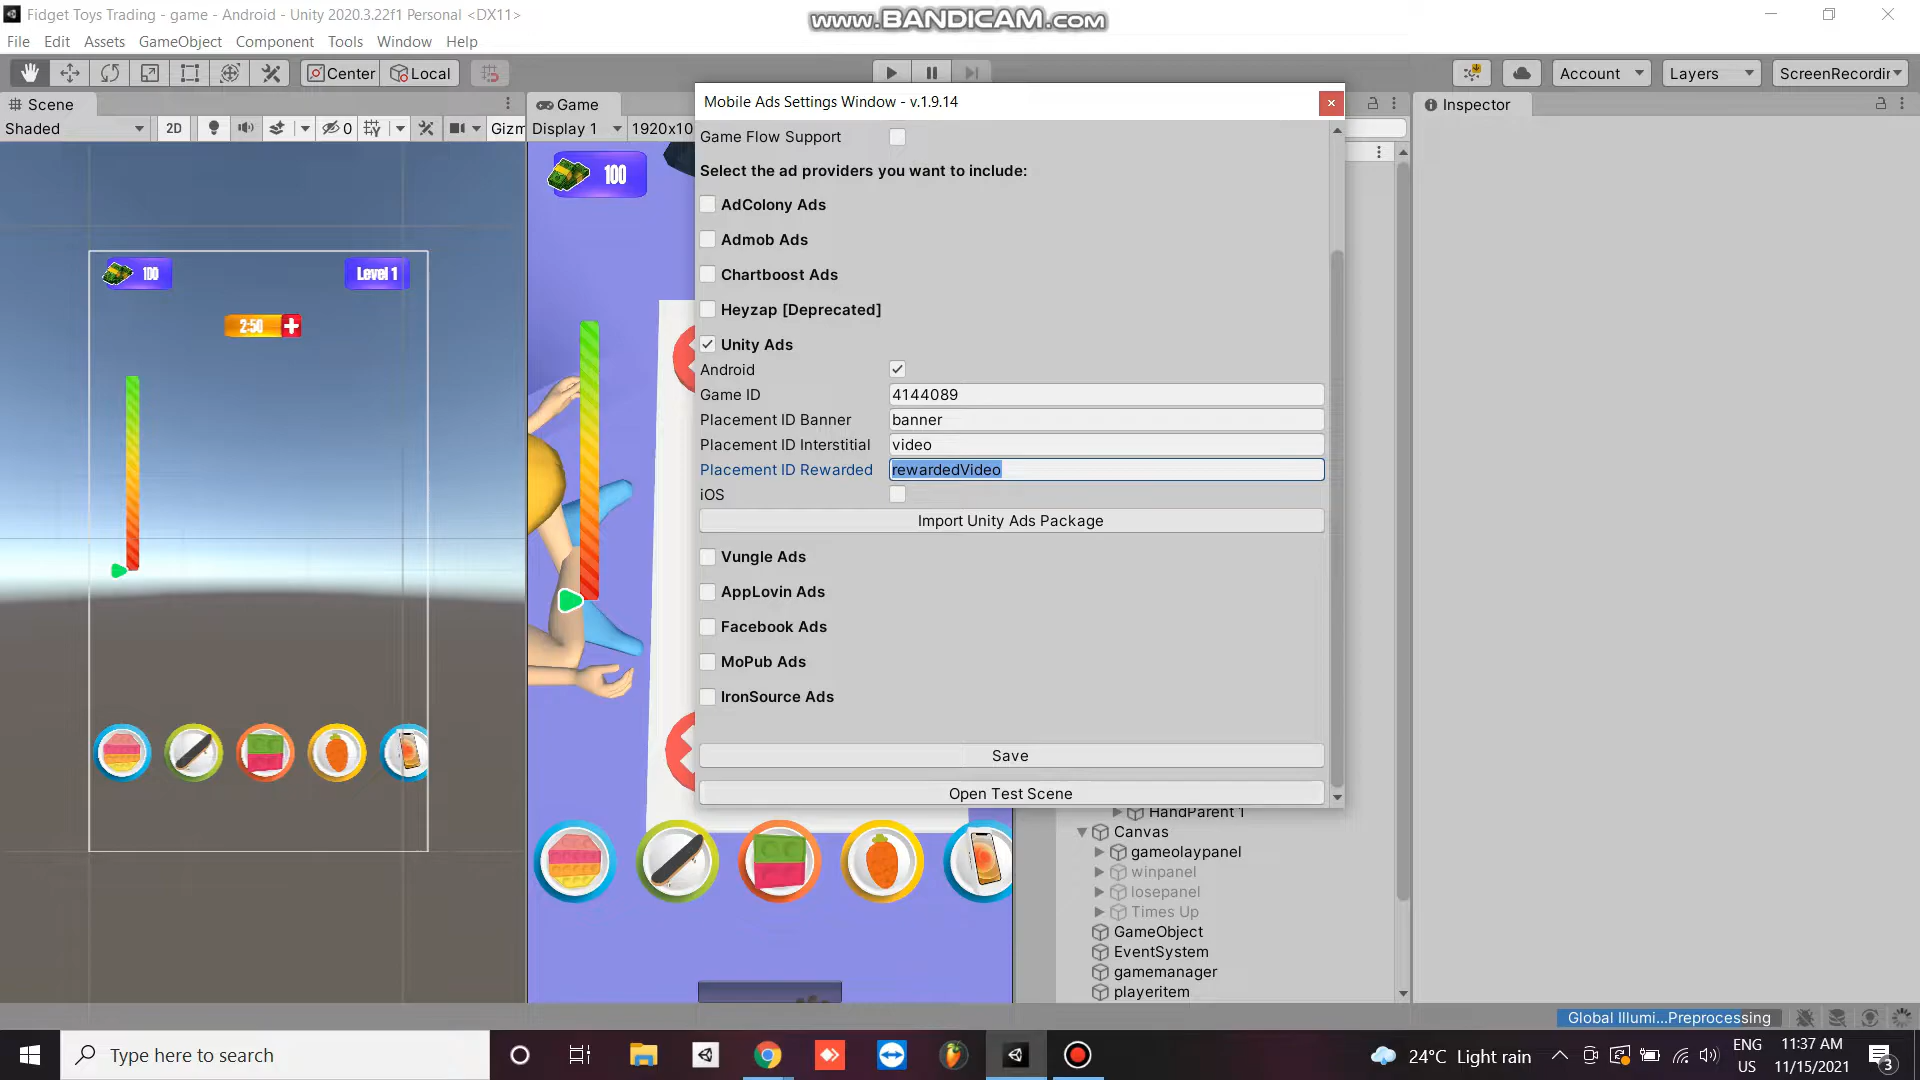 Fidget Toys Trading - game - Android - Unity 2020.3.22f1 Personal <DX11>
www.BANDICAM.com
File Edit Assets GameObject Component Tools Window Help
Center Local
Account Layers ScreenRecordir
Scene
Game
Inspector
Shaded 2D 0 Gizm
Display 1 1920x10
Mobile Ads Settings Window - v.1.9.14
Game Flow Support
Select the ad providers you want to include:
AdColony Ads
Admob Ads
Chartboost Ads
Heyzap [Deprecated]
Unity Ads
Android
Game ID 4144089
Placement ID Banner banner
Placement ID Interstitial video
Placement ID Rewarded rewardedVideo
iOS
Import Unity Ads Package
Vungle Ads
AppLovin Ads
Facebook Ads
MoPub Ads
IronSource Ads
Save
Open Test Scene
100
Level 1
2:50
100
HandParent 1
Canvas
gameolaypanel
winpanel
losepanel
Times Up
GameObject
EventSystem
gamemanager
playeritem
Global Illumi...Preprocessing
Type here to search
24°C Light rain
ENG
US
11:37 AM
11/15/2021
3